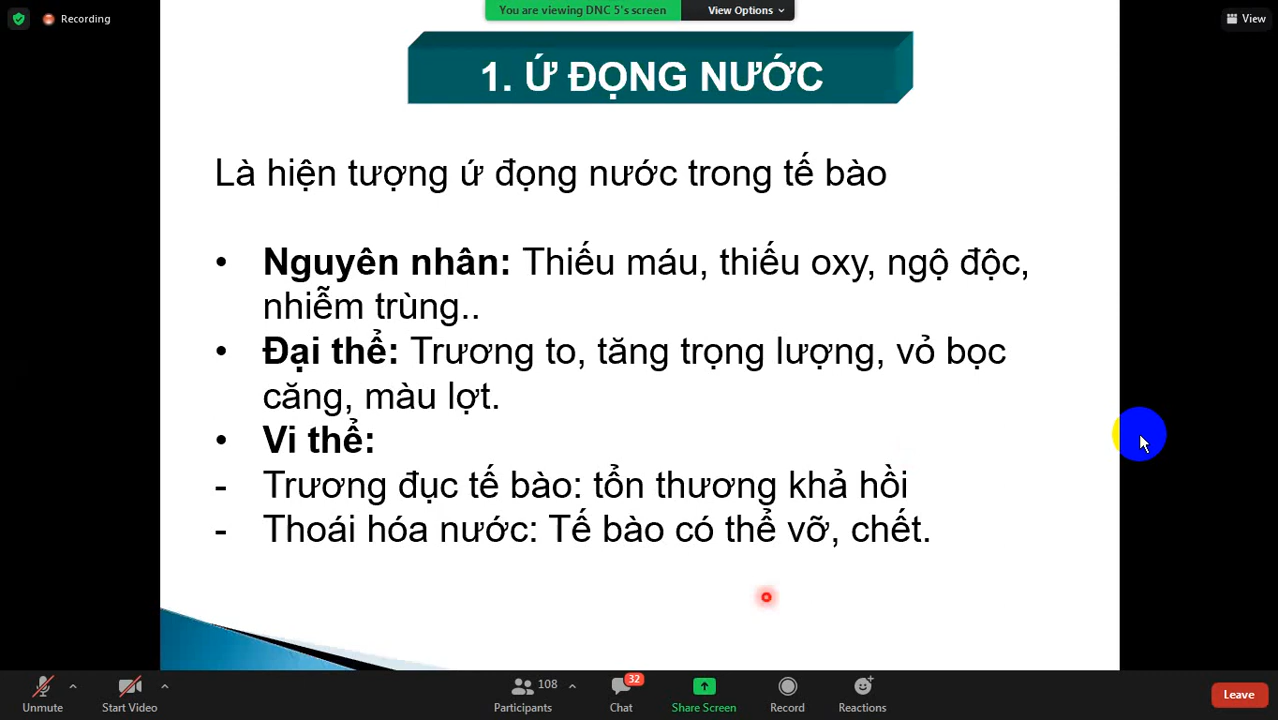 Recording
You are viewing DNC 5's screen
View Options
View
1. Ứ ĐỌNG NƯỚC
Là hiện tượng ứ đọng nước trong tế bào
• Nguyên nhân: Thiếu máu, thiếu oxy, ngộ độc,
nhiễm trùng..
• Đại thể: Trương to, tăng trọng lượng, vỏ bọc
căng, màu lợt.
• Vi thể:
- Trương đục tế bào: tổn thương khả hồi
- Thoái hóa nước: Tế bào có thể vỡ, chết.
Unmute
Start Video
108
Participants
32
Chat
Share Screen
Record
Reactions
Leave